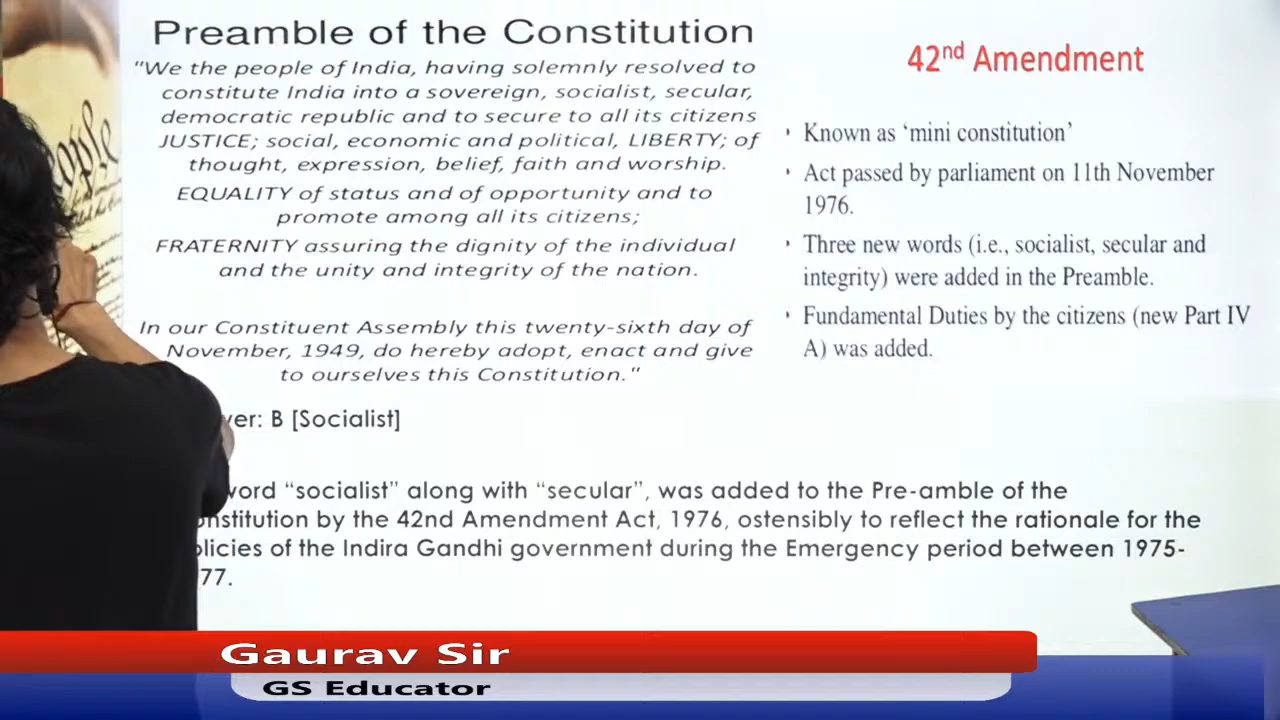 Preamble of the Constitution
"We the people of India, having solemnly resolved to
constitute India into a sovereign, socialist, secular,
democratic republic and to secure to all its citizens
JUSTICE; social, economic and political, LIBERTY; of
thought, expression, belief, faith and worship.
EQUALITY of status and of opportunity and to
promote among all its citizens;
FRATERNITY assuring the dignity of the individual
and the unity and integrity of the nation.
In our Constituent Assembly this twenty-sixth day of
November, 1949, do hereby adopt, enact and give
to ourselves this Constitution."
42nd Amendment
Known as ‘mini constitution’
Act passed by parliament on 11th November
1976.
Three new words (i.e., socialist, secular and
integrity) were added in the Preamble.
Fundamental Duties by the citizens (new Part IV
A) was added.
B [Socialist]
word “socialist” along with “secular”, was added to the Pre-amble of the
by the 42nd Amendment Act, 1976, ostensibly to reflect the rationale for the
of the Indira Gandhi government during the Emergency period between 1975-
77.
Gaurav Sir
GS Educator